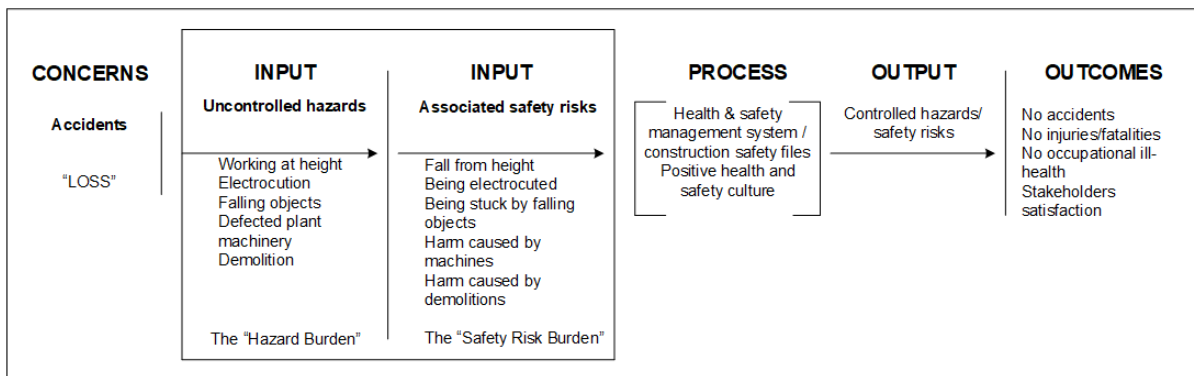 CONCERNS
Accidents
“LOSS”
INPUT
Uncontrolled hazards
Working at height
Electrocution
Falling objects
Defected plant
machinery
Demolition
The “Hazard Burden”
INPUT
Associated safety risks
Fall from height
Being electrocuted
Being stuck by falling
objects
Harm caused by
machines
Harm caused by
demolitions
The “Safety Risk Burden”
PROCESS
Health & safety
management system /
construction safety files
Positive health and
safety culture
OUTPUT
Controlled hazards/
safety risks
OUTCOMES
No accidents
No injuries/fatalities
No occupational ill-
health
Stakeholders
satisfaction